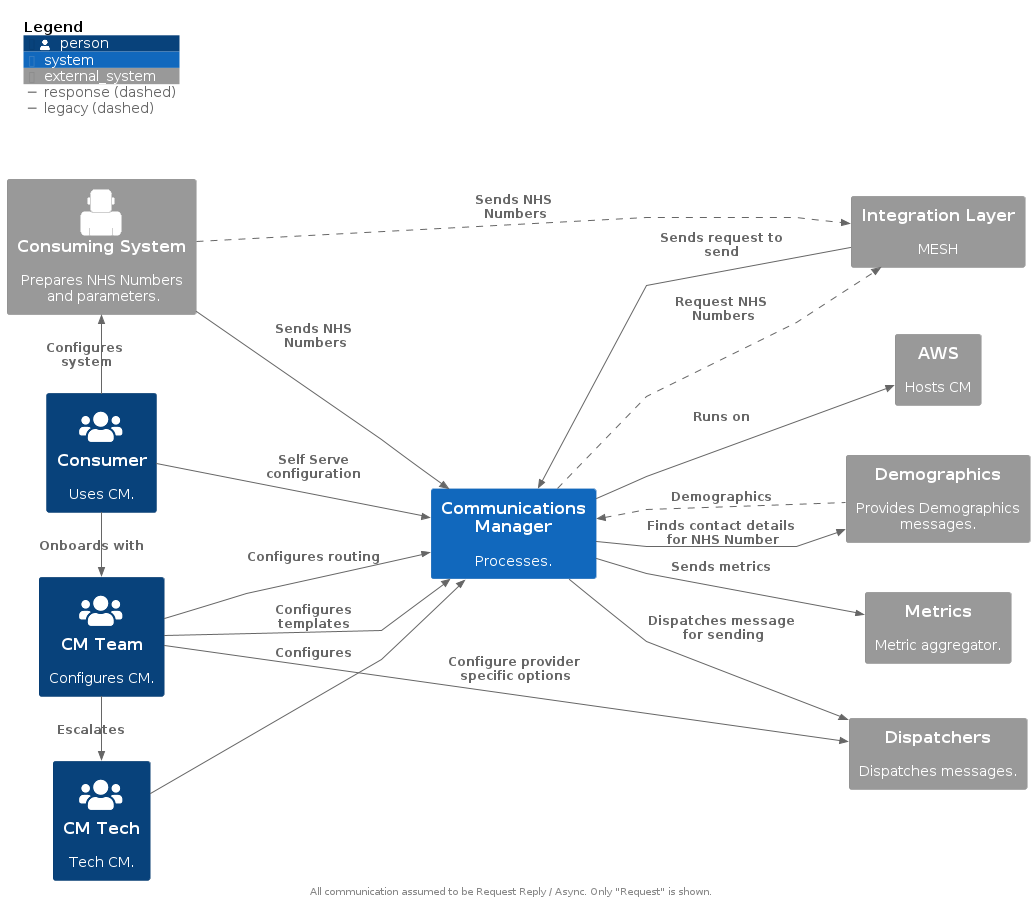 Legend
person
system
external_system
response (dashed)
legacy (dashed)
Consuming System
Prepares NHS Numbers
and parameters.
Sends NHS
Numbers
Integration Layer
MESH
Sends request to
send
Request NHS
Numbers
Sends NHS
Numbers
Configures
system
AWS
Hosts CM
Runs on
Consumer
Uses CM.
Self Serve
configuration
Communications
Manager
Processes.
Demographics
Finds contact details
for NHS Number
Demographics
Provides Demographics
messages.
Onboards with
Configures routing
Sends metrics
CM Team
Configures CM.
Configures
templates
Configures
Metrics
Metric aggregator.
Dispatches message
for sending
Configure provider
specific options
Escalates
Dispatchers
Dispatches messages.
CM Tech
Tech CM.
All communication assumed to be Request Reply / Async. Only "Request" is shown.